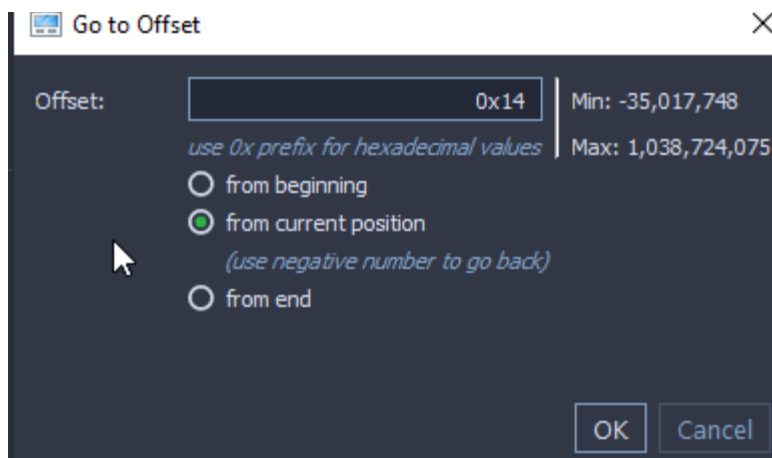 Go to Offset
Offset:
0x14
Min: -35,017,748
use 0x prefix for hexadecimal values
Max: 1,038,724,075
from beginning
from current position
(use negative number to go back)
from end
OK
Cancel